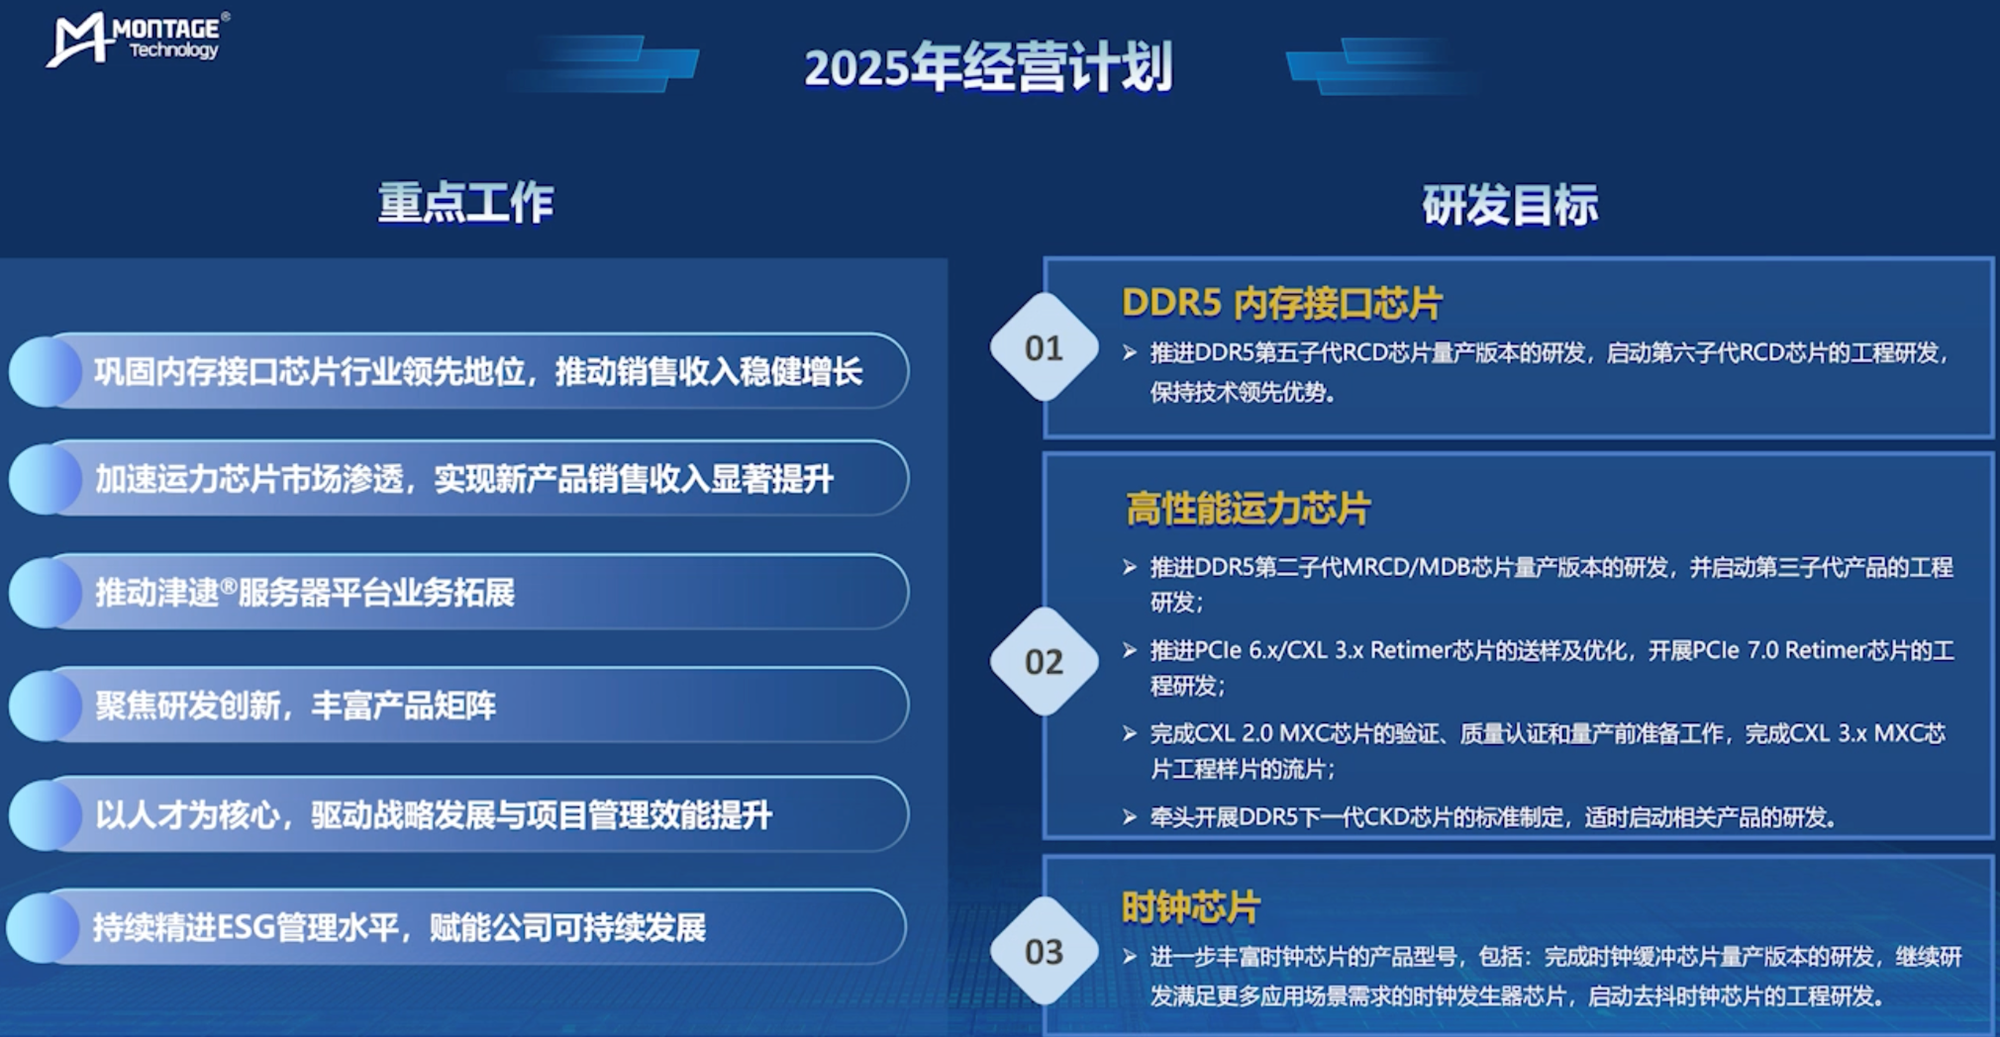 MONTAGE®
Technology
2025年经营计划
重点工作
巩固内存接口芯片行业领先地位，推动销售收入稳健增长
加速运力芯片市场渗透，实现新产品销售收入显著提升
推动津逮®服务器平台业务拓展
聚焦研发创新，丰富产品矩阵
以人才为核心，驱动战略发展与项目管理效能提升
持续精进ESG管理水平，赋能公司可持续发展
研发目标
01
DDR5 内存接口芯片
➢ 推进DDR5第五子代RCD芯片量产版本的研发，启动第六子代RCD芯片的工程研发，
保持技术领先优势。
02
高性能运力芯片
➢ 推进DDR5第二子代MRCD/MDB芯片量产版本的研发，并启动第三子代产品的工程
研发；
➢ 推进PCIe 6.x/CXL 3.x Retimer芯片的送样及优化，开展PCIe 7.0 Retimer芯片的工
程研发；
➢ 完成CXL 2.0 MXC芯片的验证、质量认证和量产前准备工作，完成CXL 3.x MXC芯
片工程样片的流片；
➢ 牵头开展DDR5下一代CKD芯片的标准制定，适时启动相关产品的研发。
03
时钟芯片
➢ 进一步丰富时钟芯片的产品型号，包括：完成时钟缓冲芯片量产版本的研发，继续研
发满足更多应用场景需求的时钟发生器芯片，启动去抖时钟芯片的工程研发。